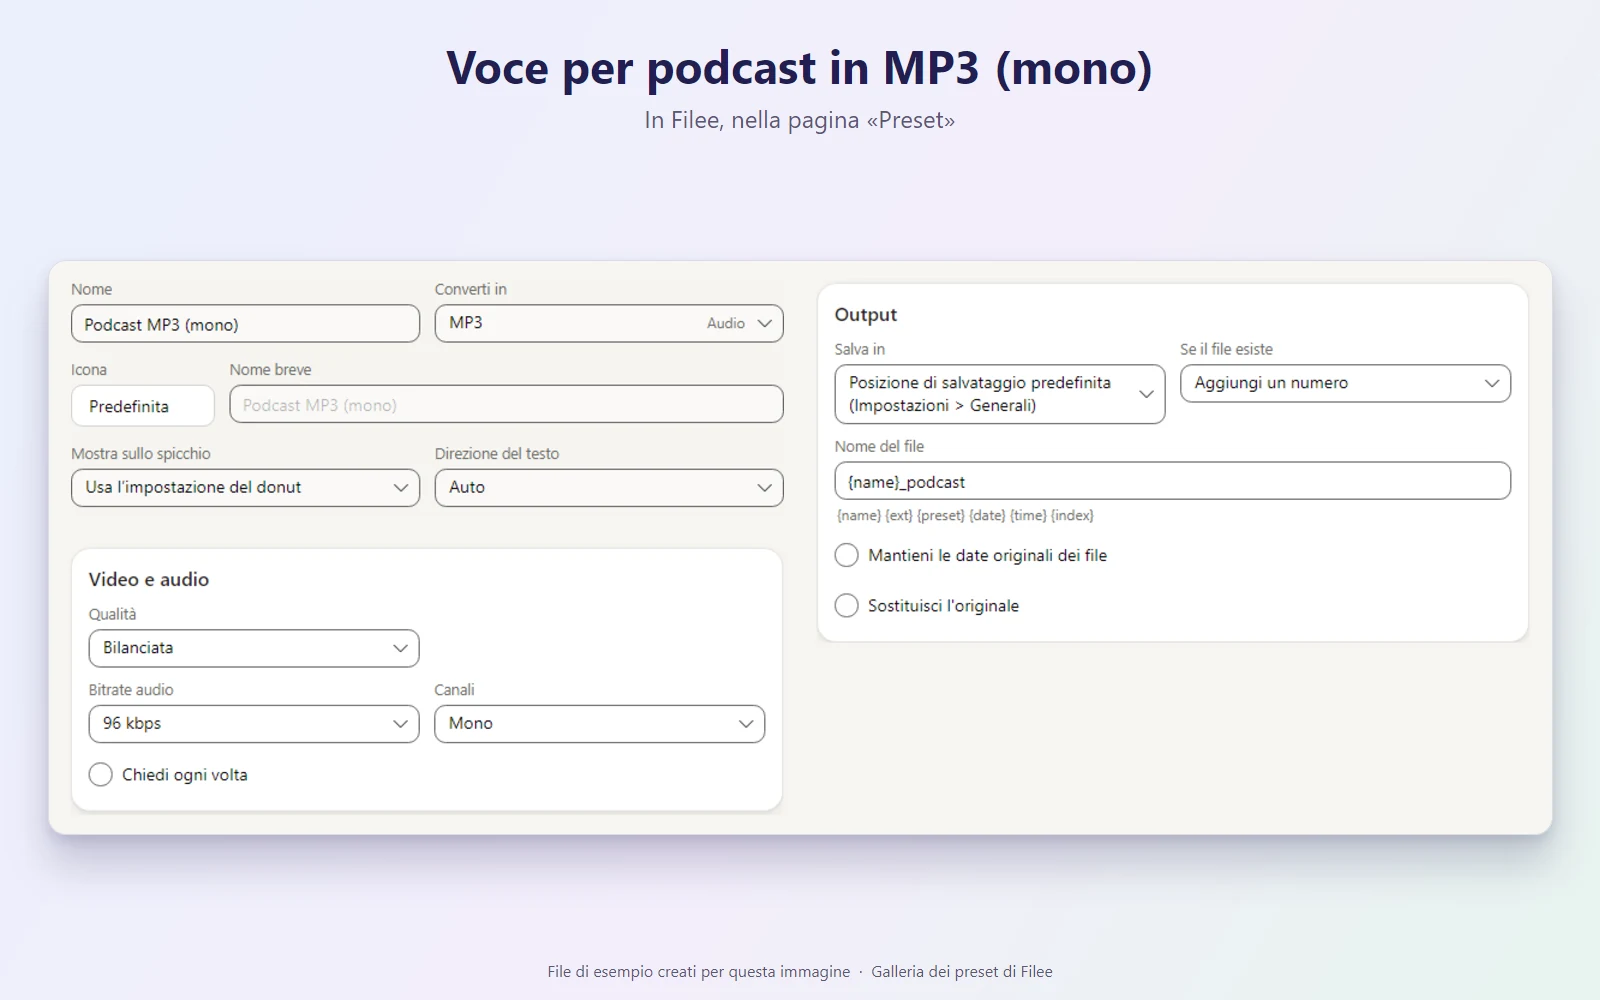 Voce per podcast in MP3 (mono)
In Filee, nella pagina «Preset»
Nome
Podcast MP3 (mono)
Converti in
MP3 Audio
Icona
Predefinita
Nome breve
Podcast MP3 (mono)
Mostra sullo spicchio
Usa l'impostazione del donut
Direzione del testo
Auto
Video e audio
Qualità
Bilanciata
Bitrate audio
96 kbps
Canali
Mono
Chiedi ogni volta
Output
Salva in
Posizione di salvataggio predefinita
(Impostazioni > Generali)
Se il file esiste
Aggiungi un numero
Nome del file
{name}_podcast
{name} {ext} {preset} {date} {time} {index}
Mantieni le date originali dei file
Sostituisci l'originale
File di esempio creati per questa immagine · Galleria dei preset di Filee